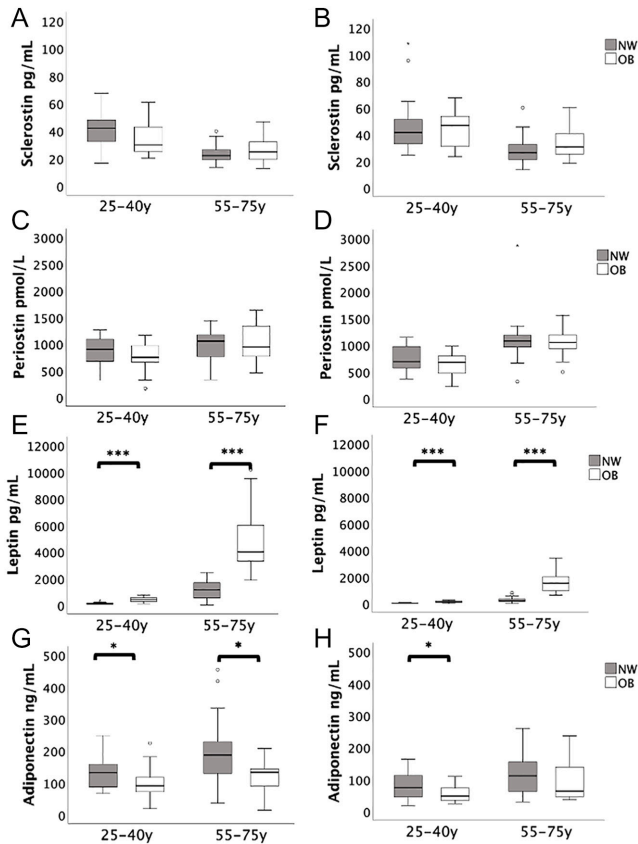 A
Sclerostin pg/mL
120
100
80
60
40
20
0
25-40y
55-75y
B
Sclerostin pg/mL
120
100
80
60
40
20
0
25-40y
55-75y
NW
OB
C
Periostin pmol/L
3000
2500
2000
1500
1000
500
0
25-40y
55-75y
D
Periostin pmol/L
3000
2500
2000
1500
1000
500
0
25-40y
55-75y
NW
OB
E
Leptin pg/mL
12000
10000
8000
6000
4000
2000
0
***
***
25-40y
55-75y
F
Leptin pg/mL
12000
10000
8000
6000
4000
2000
0
***
***
25-40y
55-75y
NW
OB
G
Adiponectin ng/mL
500
400
300
200
100
0
*
*
25-40y
55-75y
H
Adiponectin ng/mL
500
400
300
200
100
0
*
25-40y
55-75y
NW
OB